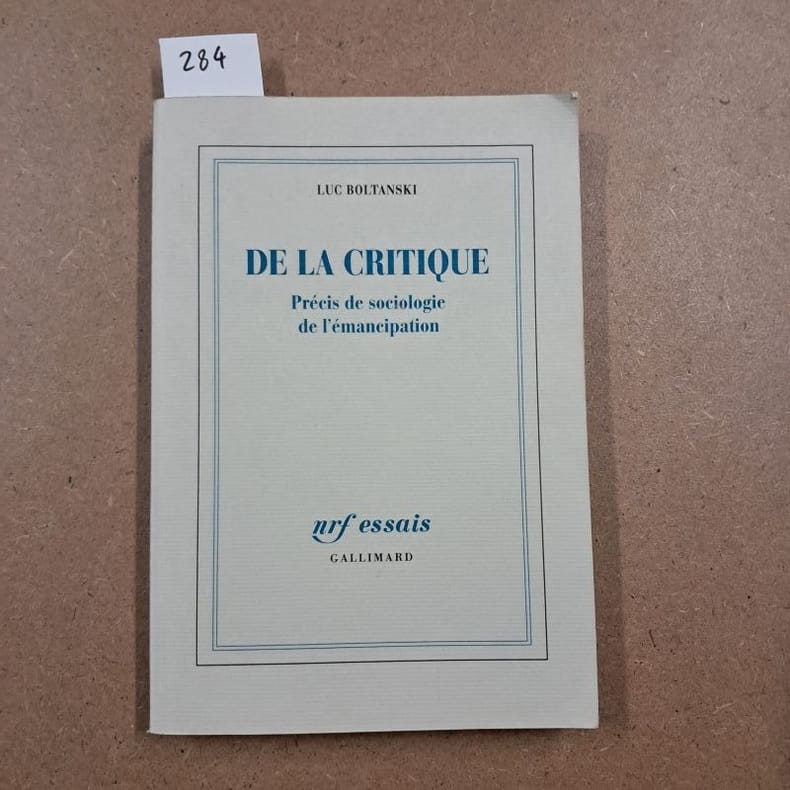 284
LUC BOLTANSKI
DE LA CRITIQUE
Précis de sociologie
de l'émancipation
nrf essais
GALLIMARD